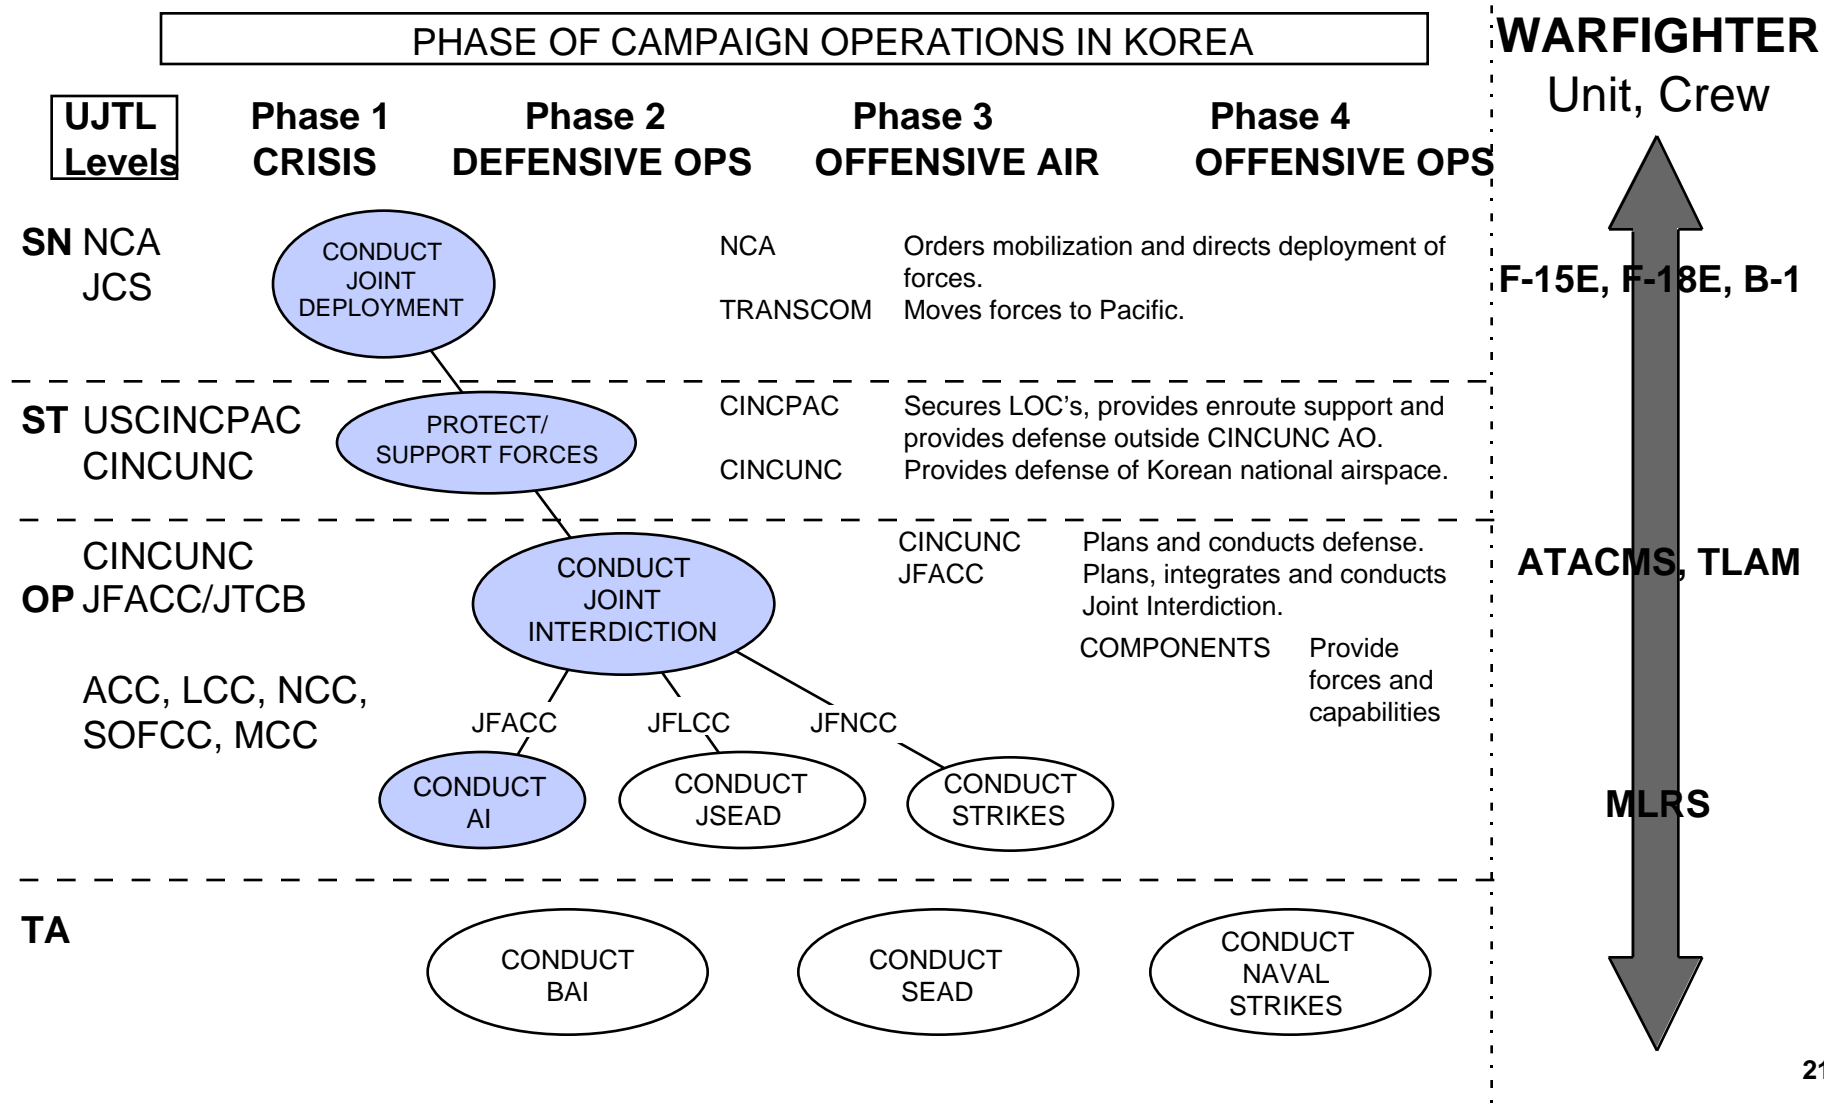 PHASE OF CAMPAIGN OPERATIONS IN KOREA
WARFIGHTER
Unit, Crew
UJTL
Levels
Phase 1
CRISIS
Phase 2
DEFENSIVE OPS
Phase 3
OFFENSIVE AIR
Phase 4
OFFENSIVE OPS
SN NCA
JCS
CONDUCT
JOINT
DEPLOYMENT
NCA Orders mobilization and directs deployment of
forces.
TRANSCOM Moves forces to Pacific.
F-15E, F-18E, B-1
ST USCINCPAC
CINCUNC
PROTECT/
SUPPORT FORCES
CINCPAC Secures LOC's, provides enroute support and
provides defense outside CINCUNC AO.
CINCUNC Provides defense of Korean national airspace.
CINCUNC
OP JFACC/JTCB
CONDUCT
JOINT
INTERDICTION
CINCUNC Plans and conducts defense.
JFACC Plans, integrates and conducts
Joint Interdiction.
COMPONENTS Provide
forces and
capabilities
ATACMS, TLAM
ACC, LCC, NCC,
SOFCC, MCC
JFACC
JFLCC
JFNCC
CONDUCT
AI
CONDUCT
JSEAD
CONDUCT
STRIKES
MLRS
TA
CONDUCT
BAI
CONDUCT
SEAD
CONDUCT
NAVAL
STRIKES
21